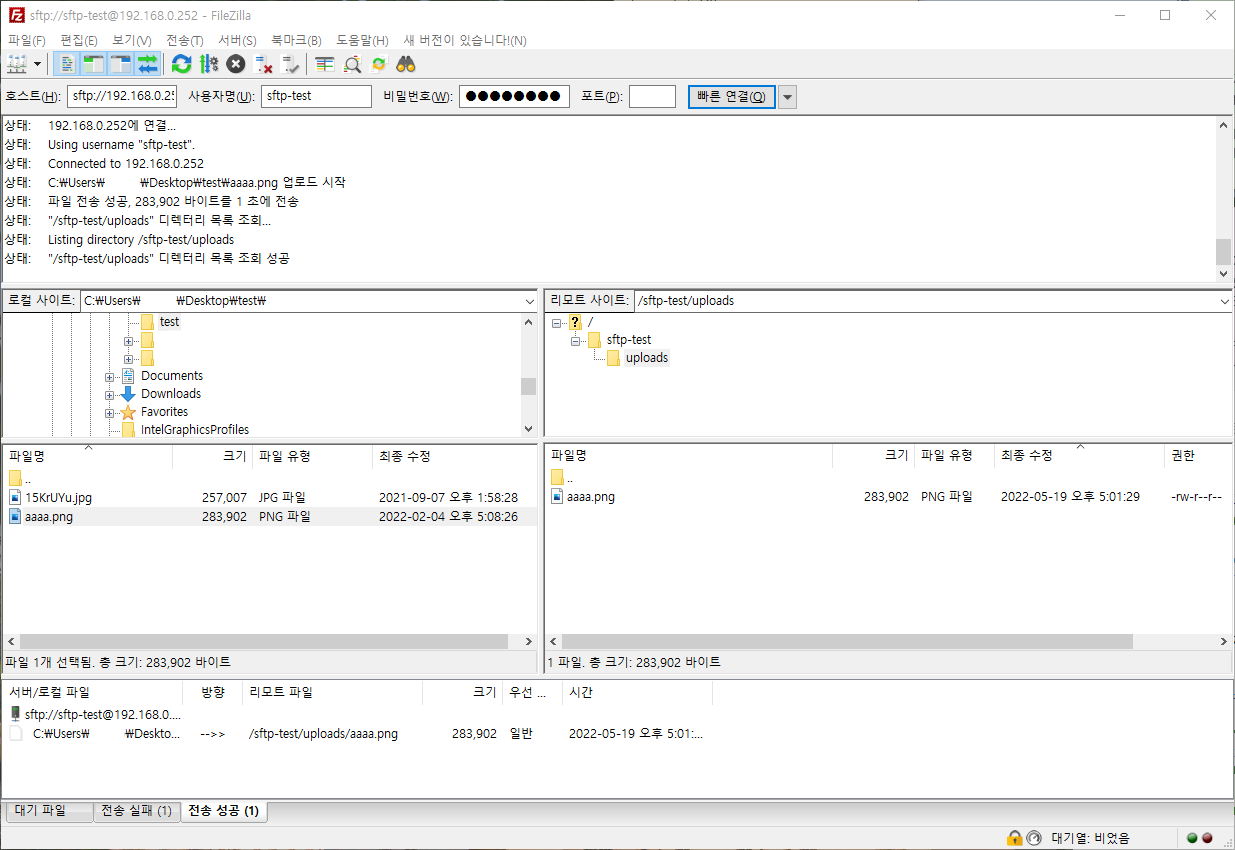 sftp://sftp-test@192.168.0.252 - FileZilla
파일(F) 편집(E) 보기(V) 전송(T) 서버(S) 북마크(B) 도움말(H) 새 버전이 있습니다!(N)
호스트(H): sftp://192.168.0.25 사용자명(U): sftp-test 비밀번호(W): ●●●●●●●● 포트(P): 빠른 연결(Q)
상태: 192.168.0.252에 연결...
상태: Using username "sftp-test".
상태: Connected to 192.168.0.252
상태: C:₩Users₩ ₩Desktop₩test₩aaaa.png 업로드 시작
상태: 파일 전송 성공, 283,902 바이트를 1 초에 전송
상태: "/sftp-test/uploads" 디렉터리 목록 조회...
상태: Listing directory /sftp-test/uploads
상태: "/sftp-test/uploads" 디렉터리 목록 조회 성공
로컬 사이트: C:₩Users₩ ₩Desktop₩test₩
test
Documents
Downloads
Favorites
IntelGraphicsProfiles
리모트 사이트: /sftp-test/uploads
? /
sftp-test
uploads
파일명 크기 파일 유형 최종 수정
..
15KrUYu.jpg 257,007 JPG 파일 2021-09-07 오후 1:58:28
aaaa.png 283,902 PNG 파일 2022-02-04 오후 5:08:26
파일 1개 선택됨. 총 크기: 283,902 바이트
파일명 크기 파일 유형 최종 수정 권한
..
aaaa.png 283,902 PNG 파일 2022-05-19 오후 5:01:29 -rw-r--r--
1 파일. 총 크기: 283,902 바이트
서버/로컬 파일 방향 리모트 파일 크기 우선 ... 시간
sftp://sftp-test@192.168.0....
C:₩Users₩ ₩Deskto... -->> /sftp-test/uploads/aaaa.png 283,902 일반 2022-05-19 오후 5:01:...
대기 파일 전송 실패 (1) 전송 성공 (1)
대기열: 비었음